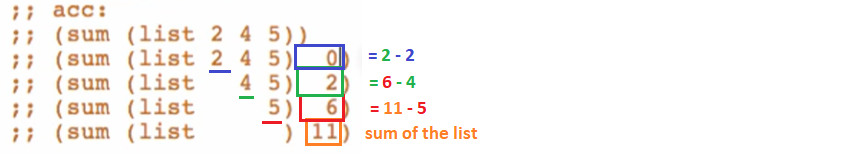 ;; acc:
;; (sum (list 2 4 5))
;; (sum (list 2 4 5) 0) = 2 - 2
;; (sum (list 4 5) 2) = 6 - 4
;; (sum (list 5) 6) = 11 - 5
;; (sum (list ) 11) sum of the list